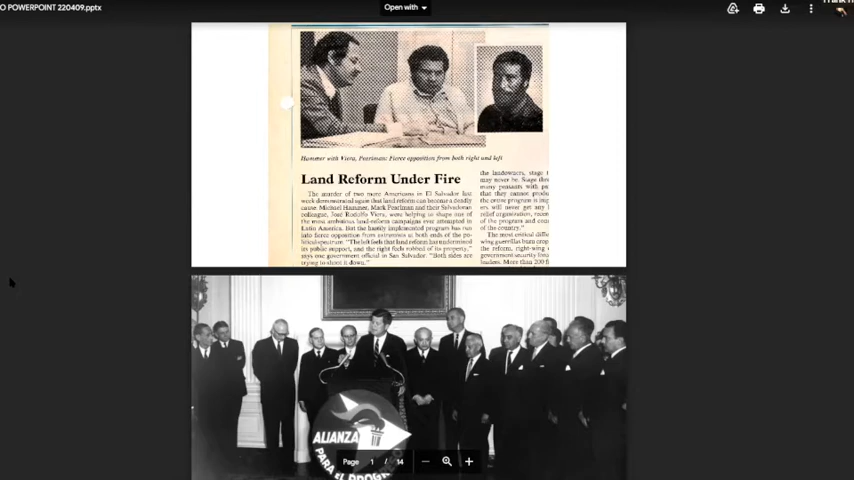 O POWERPOINT 220409.pptx
Open with
Hammer with Viera, Pearlman: Fierce opposition from both right and left
Land Reform Under Fire
The murder of two more Americans in El Salvador last
week demonstrated again that land reform can become a deadly
cause. Michael Hammer, Mark Pearlman and their Salvadoran
colleague, José Rodolfo Viera, were helping to shape one of
the most ambitious land-reform campaigns ever attempted in
Latin America. But the hastily implemented program has run
into fierce opposition from extremists at both ends of the po-
litical spectrum. "The left feels that land reform has undermined
its public support, and the right feels robbed of its property,"
says one government official in San Salvador. "Both sides are
trying to shoot it down."
the landowners, stage t
may never be. Stage thre
many peasants with pa
that they cannot produ
the entire program is imp
ers will never get any l
relief organization, recen
of the program and conc
of the country."
The most critical
wing guerrillas burn crop
the reform, right-wing
government security
leaders. More than 200
ALIANZA
PARA EL PROGRE
Page 1 / 14